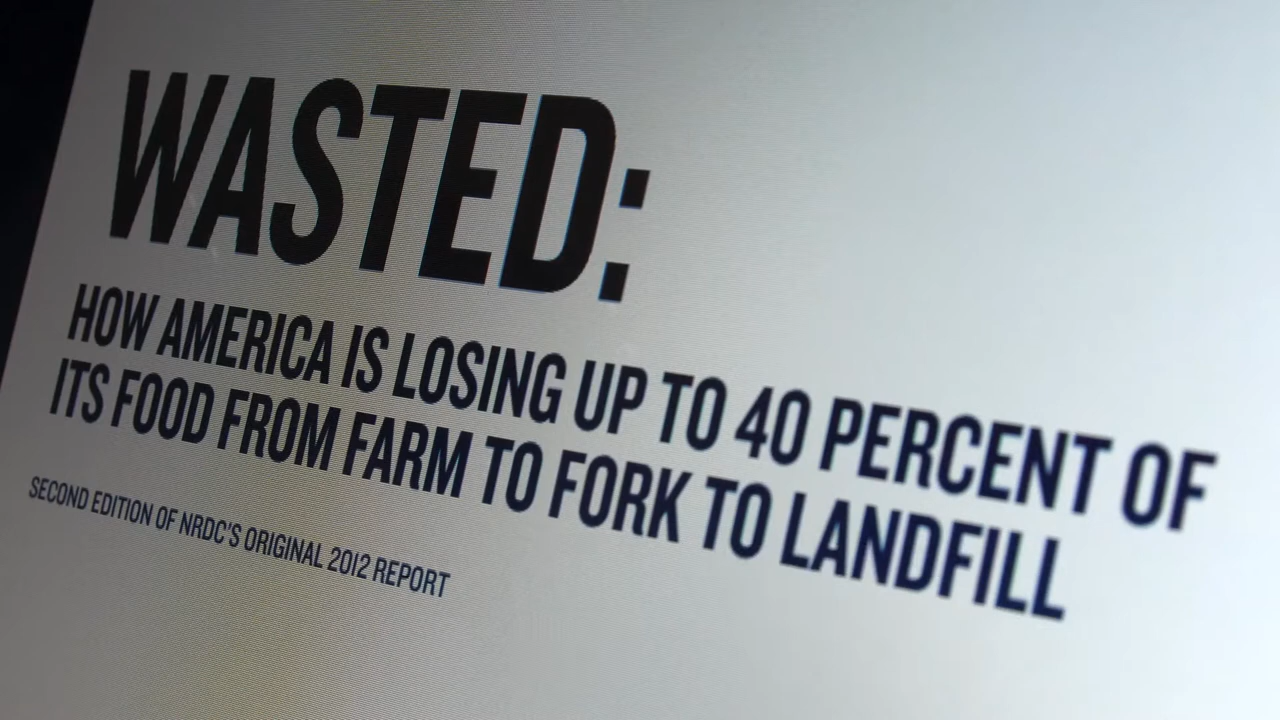 WASTED:
HOW AMERICA IS LOSING UP TO 40 PERCENT OF
ITS FOOD FROM FARM TO FORK TO LANDFILL
SECOND EDITION OF NRDC'S ORIGINAL 2012 REPORT